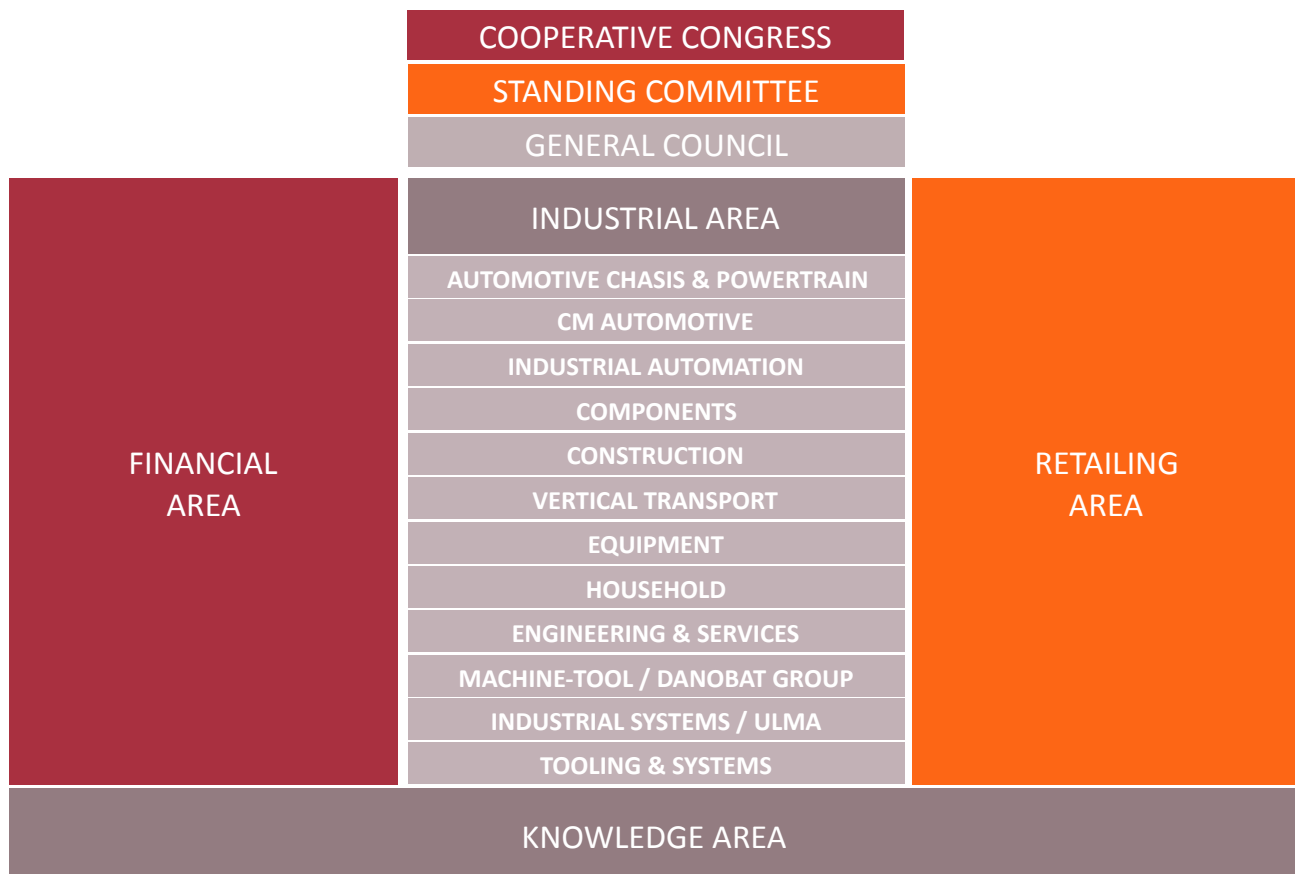 COOPERATIVE CONGRESS
STANDING COMMITTEE
GENERAL COUNCIL
FINANCIAL
AREA
INDUSTRIAL AREA
AUTOMOTIVE CHASIS & POWERTRAIN
CM AUTOMOTIVE
INDUSTRIAL AUTOMATION
COMPONENTS
CONSTRUCTION
VERTICAL TRANSPORT
EQUIPMENT
HOUSEHOLD
ENGINEERING & SERVICES
MACHINE-TOOL / DANOBAT GROUP
INDUSTRIAL SYSTEMS / ULMA
TOOLING & SYSTEMS
RETAILING
AREA
KNOWLEDGE AREA